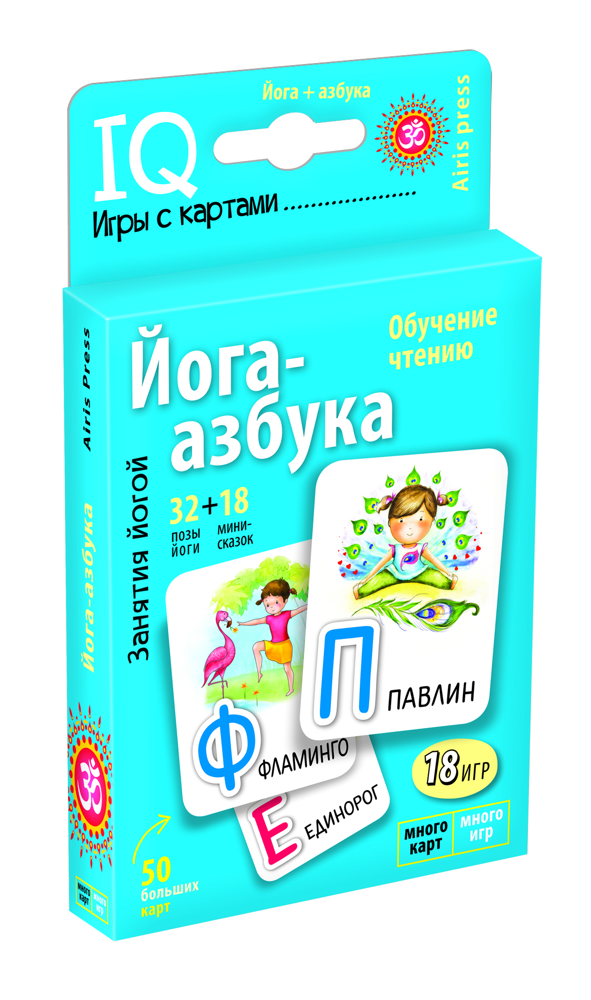 Йога + азбука
Airis press
IQ
Игры с картами ....................
Йога-
азбука
Обучение
чтению
32+18
позы
йоги
мини-
сказок
Занятия йогой
П
ПАВЛИН
Ф
ФЛАМИНГО
Е
ЕДИНОРОГ
18 ИГР
много
карт
много
игр
50
больших
карт
Airis Press
Йога-азбука
много
карт
много
игр
ॐ
ॐ